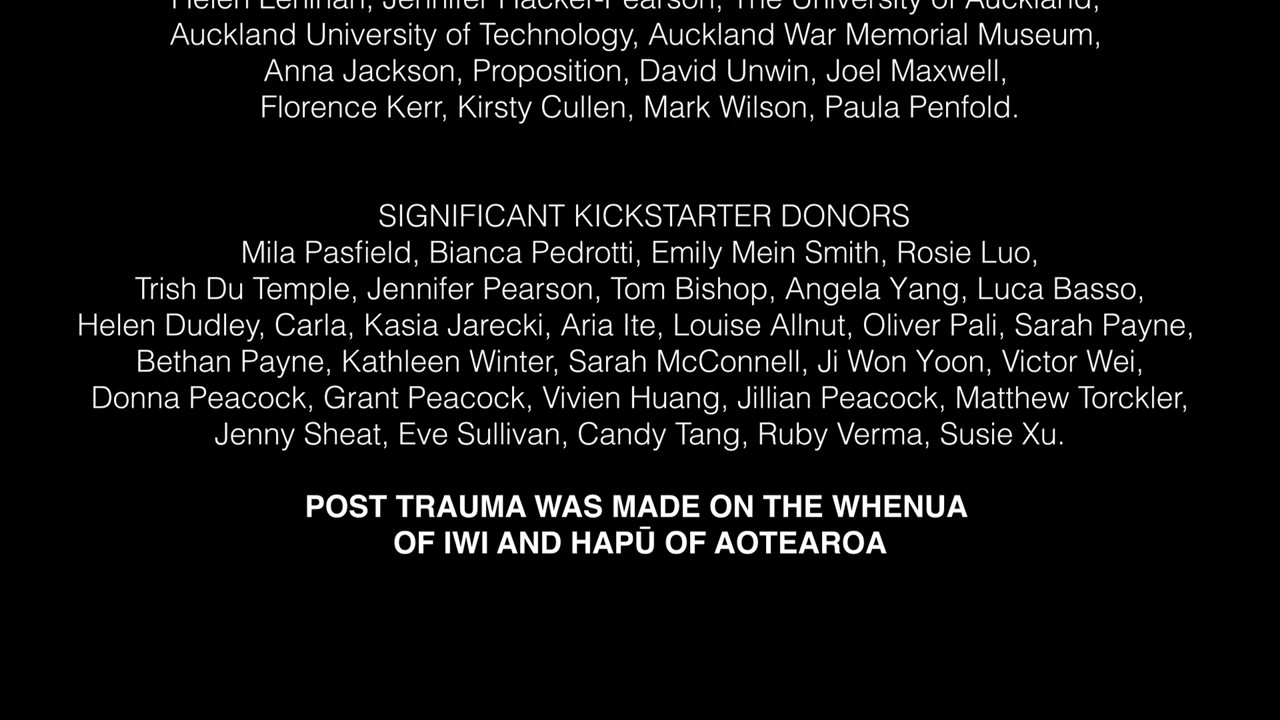 Helen Lenihan, Jennifer Hacker-Pearson, The University of Auckland,
Auckland University of Technology, Auckland War Memorial Museum,
Anna Jackson, Proposition, David Unwin, Joel Maxwell,
Florence Kerr, Kirsty Cullen, Mark Wilson, Paula Penfold.
SIGNIFICANT KICKSTARTER DONORS
Mila Pasfield, Bianca Pedrotti, Emily Mein Smith, Rosie Luo,
Trish Du Temple, Jennifer Pearson, Tom Bishop, Angela Yang, Luca Basso,
Helen Dudley, Carla, Kasia Jarecki, Aria Ite, Louise Allnut, Oliver Pali, Sarah Payne,
Bethan Payne, Kathleen Winter, Sarah McConnell, Ji Won Yoon, Victor Wei,
Donna Peacock, Grant Peacock, Vivien Huang, Jillian Peacock, Matthew Torckler,
Jenny Sheat, Eve Sullivan, Candy Tang, Ruby Verma, Susie Xu.
POST TRAUMA WAS MADE ON THE WHENUA
OF IWI AND HAPŪ OF AOTEAROA